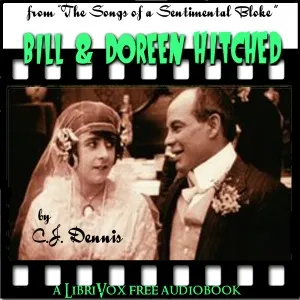 from "The Songs of a Sentimental Bloke"
BILL & DOREEN HITCHED
by
C.J. Dennis
A LIBRIVOX FREE AUDIOBOOK